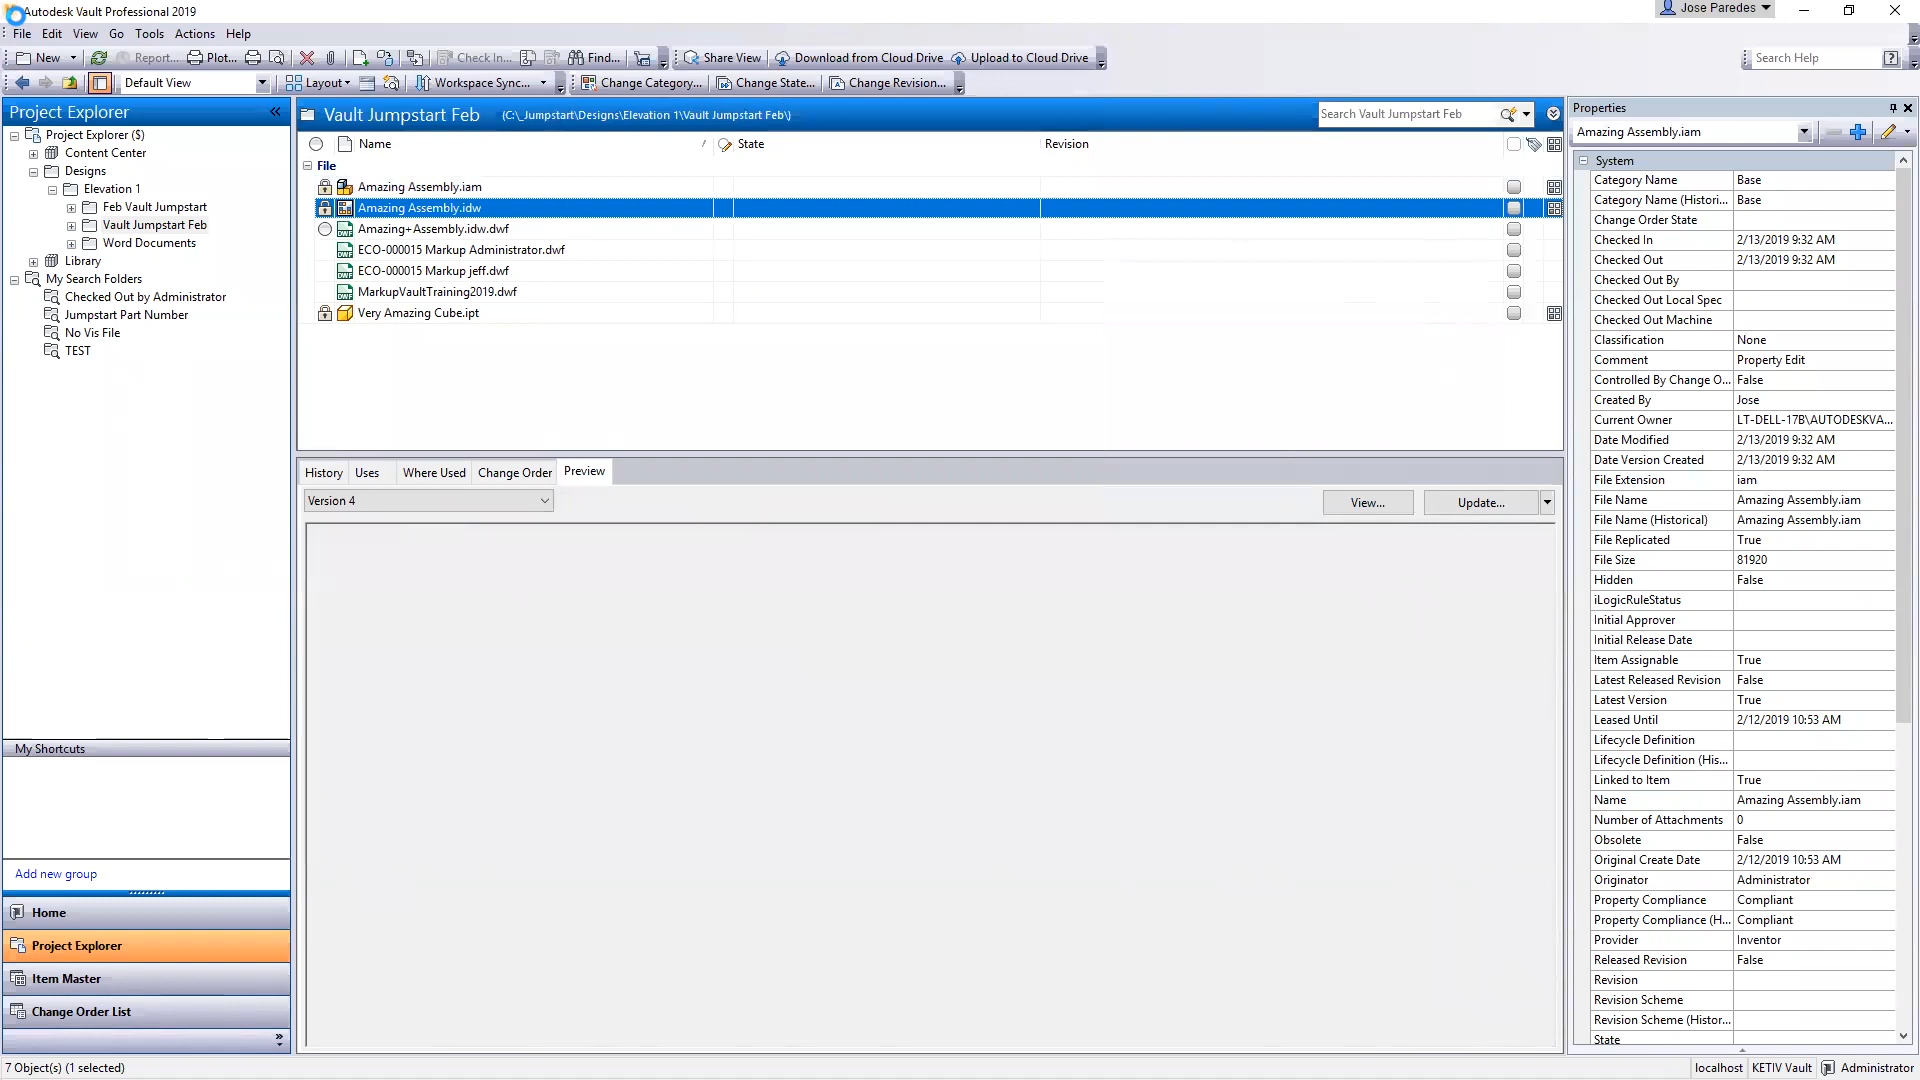 Autodesk Vault Professional 2019
Jose Paredes
File Edit View Go Tools Actions Help
New Report... Plot... Check In... Find... Share View Download from Cloud Drive Upload to Cloud Drive Search Help
Default View Layout Workspace Sync... Change Category... Change State... Change Revision...
Project Explorer
Project Explorer ($)
Content Center
Designs
Elevation 1
Feb Vault Jumpstart
Vault Jumpstart Feb
Word Documents
Library
My Search Folders
Checked Out by Administrator
Jumpstart Part Number
No Vis File
TEST
My Shortcuts
Add new group
Home
Project Explorer
Item Master
Change Order List
Vault Jumpstart Feb (C:\_Jumpstart\Designs\Elevation 1\Vault Jumpstart Feb\) Search Vault Jumpstart Feb
Name State Revision
File
Amazing Assembly.iam
Amazing Assembly.idw
Amazing+Assembly.idw.dwf
ECO-000015 Markup Administrator.dwf
ECO-000015 Markup jeff.dwf
MarkupVaultTraining2019.dwf
Very Amazing Cube.ipt
History Uses Where Used Change Order Preview
Version 4 View... Update...
Properties
Amazing Assembly.iam
System
Category Name Base
Category Name (Histori... Base
Change Order State
Checked In 2/13/2019 9:32 AM
Checked Out 2/13/2019 9:32 AM
Checked Out By
Checked Out Local Spec
Checked Out Machine
Classification None
Comment Property Edit
Controlled By Change O... False
Created By Jose
Current Owner LT-DELL-17B\AUTODESKVA...
Date Modified 2/13/2019 9:32 AM
Date Version Created 2/13/2019 9:32 AM
File Extension iam
File Name Amazing Assembly.iam
File Name (Historical) Amazing Assembly.iam
File Replicated True
File Size 81920
Hidden False
iLogicRuleStatus
Initial Approver
Initial Release Date
Item Assignable True
Latest Released Revision False
Latest Version True
Leased Until 2/12/2019 10:53 AM
Lifecycle Definition
Lifecycle Definition (His...
Linked to Item True
Name Amazing Assembly.iam
Number of Attachments 0
Obsolete False
Original Create Date 2/12/2019 10:53 AM
Originator Administrator
Property Compliance Compliant
Property Compliance (H... Compliant
Provider Inventor
Released Revision False
Revision
Revision Scheme
Revision Scheme (Histor...
State
7 Object(s) (1 selected) localhost KETIV Vault Administrator